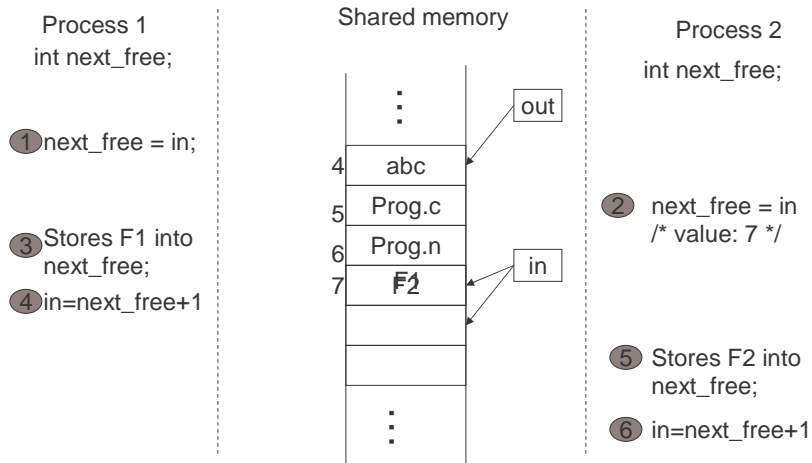 Process 1
int next_free;
1 next_free = in;
3 Stores F1 into
next_free;
4 in=next_free+1
Shared memory
out
4 abc
5 Prog.c
6 Prog.n
7 F1
F2
in
Process 2
int next_free;
2 next_free = in
/* value: 7 */
5 Stores F2 into
next_free;
6 in=next_free+1